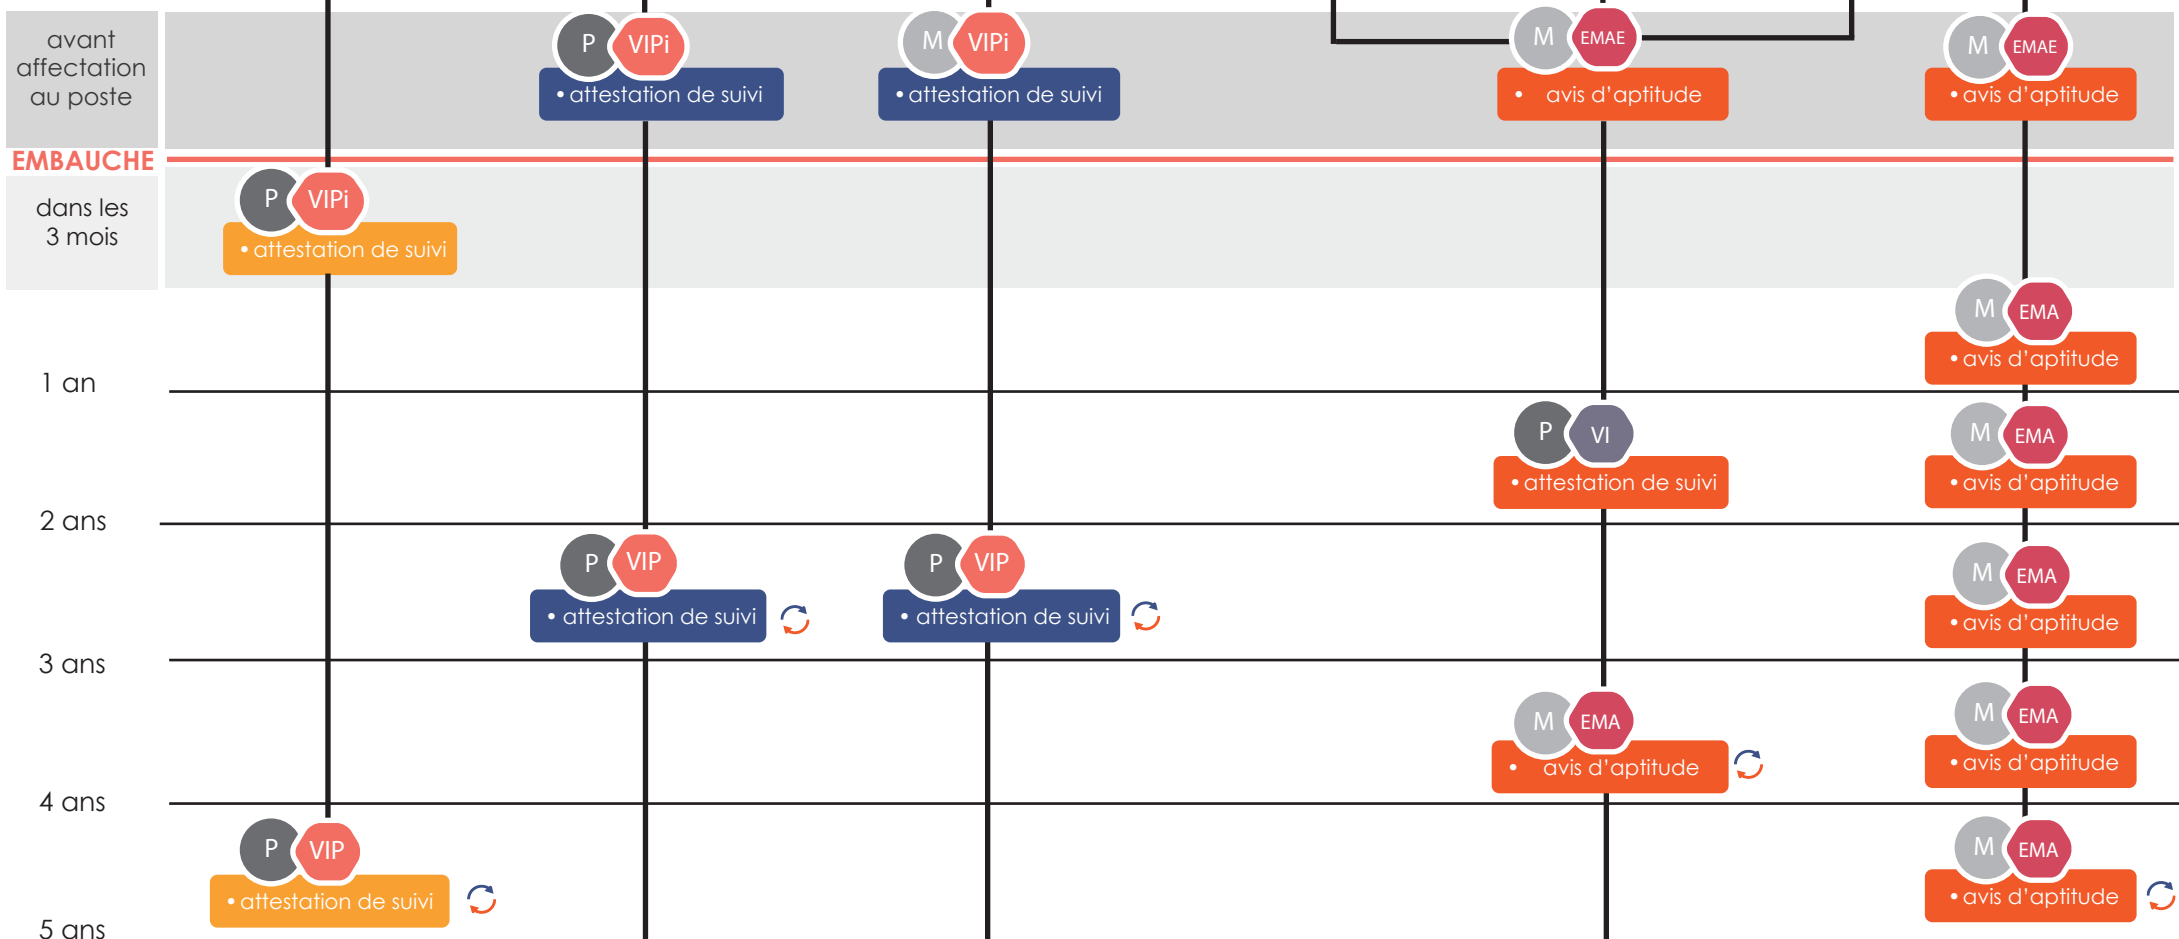 avant
affectation
au poste
P VIPi
• attestation de suivi
M VIPi
• attestation de suivi
M EMAE
• avis d'aptitude
M EMAE
• avis d'aptitude
EMBAUCHE
dans les
3 mois
P VIPi
• attestation de suivi
M EMA
• avis d'aptitude
1 an
P VI
• attestation de suivi
M EMA
• avis d'aptitude
2 ans
P VIP
• attestation de suivi
P VIP
• attestation de suivi
M EMA
• avis d'aptitude
3 ans
M EMA
• avis d'aptitude
M EMA
• avis d'aptitude
4 ans
P VIP
• attestation de suivi
M EMA
• avis d'aptitude
5 ans